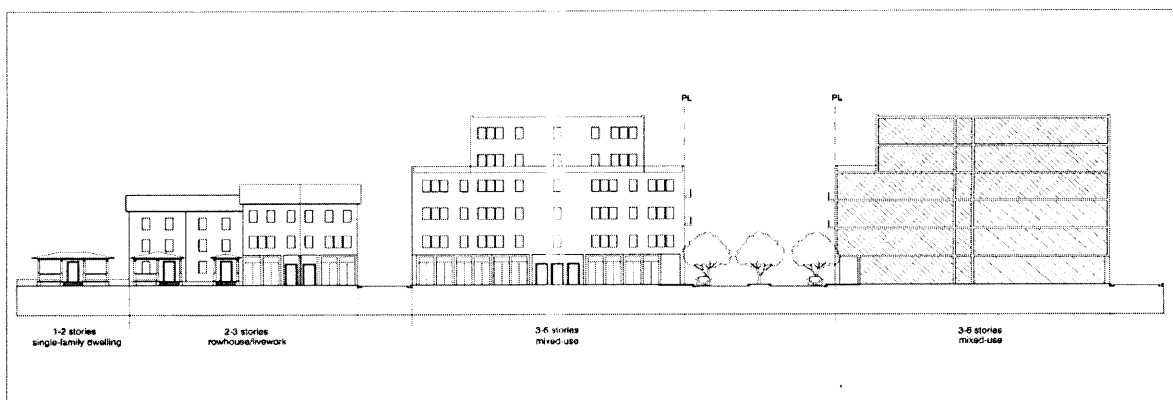 PL
PL
1-2 stories
single-family dwelling
2-3 stories
rowhouse/livework
3-6 stories
mixed-use
3-6 stories
mixed-use